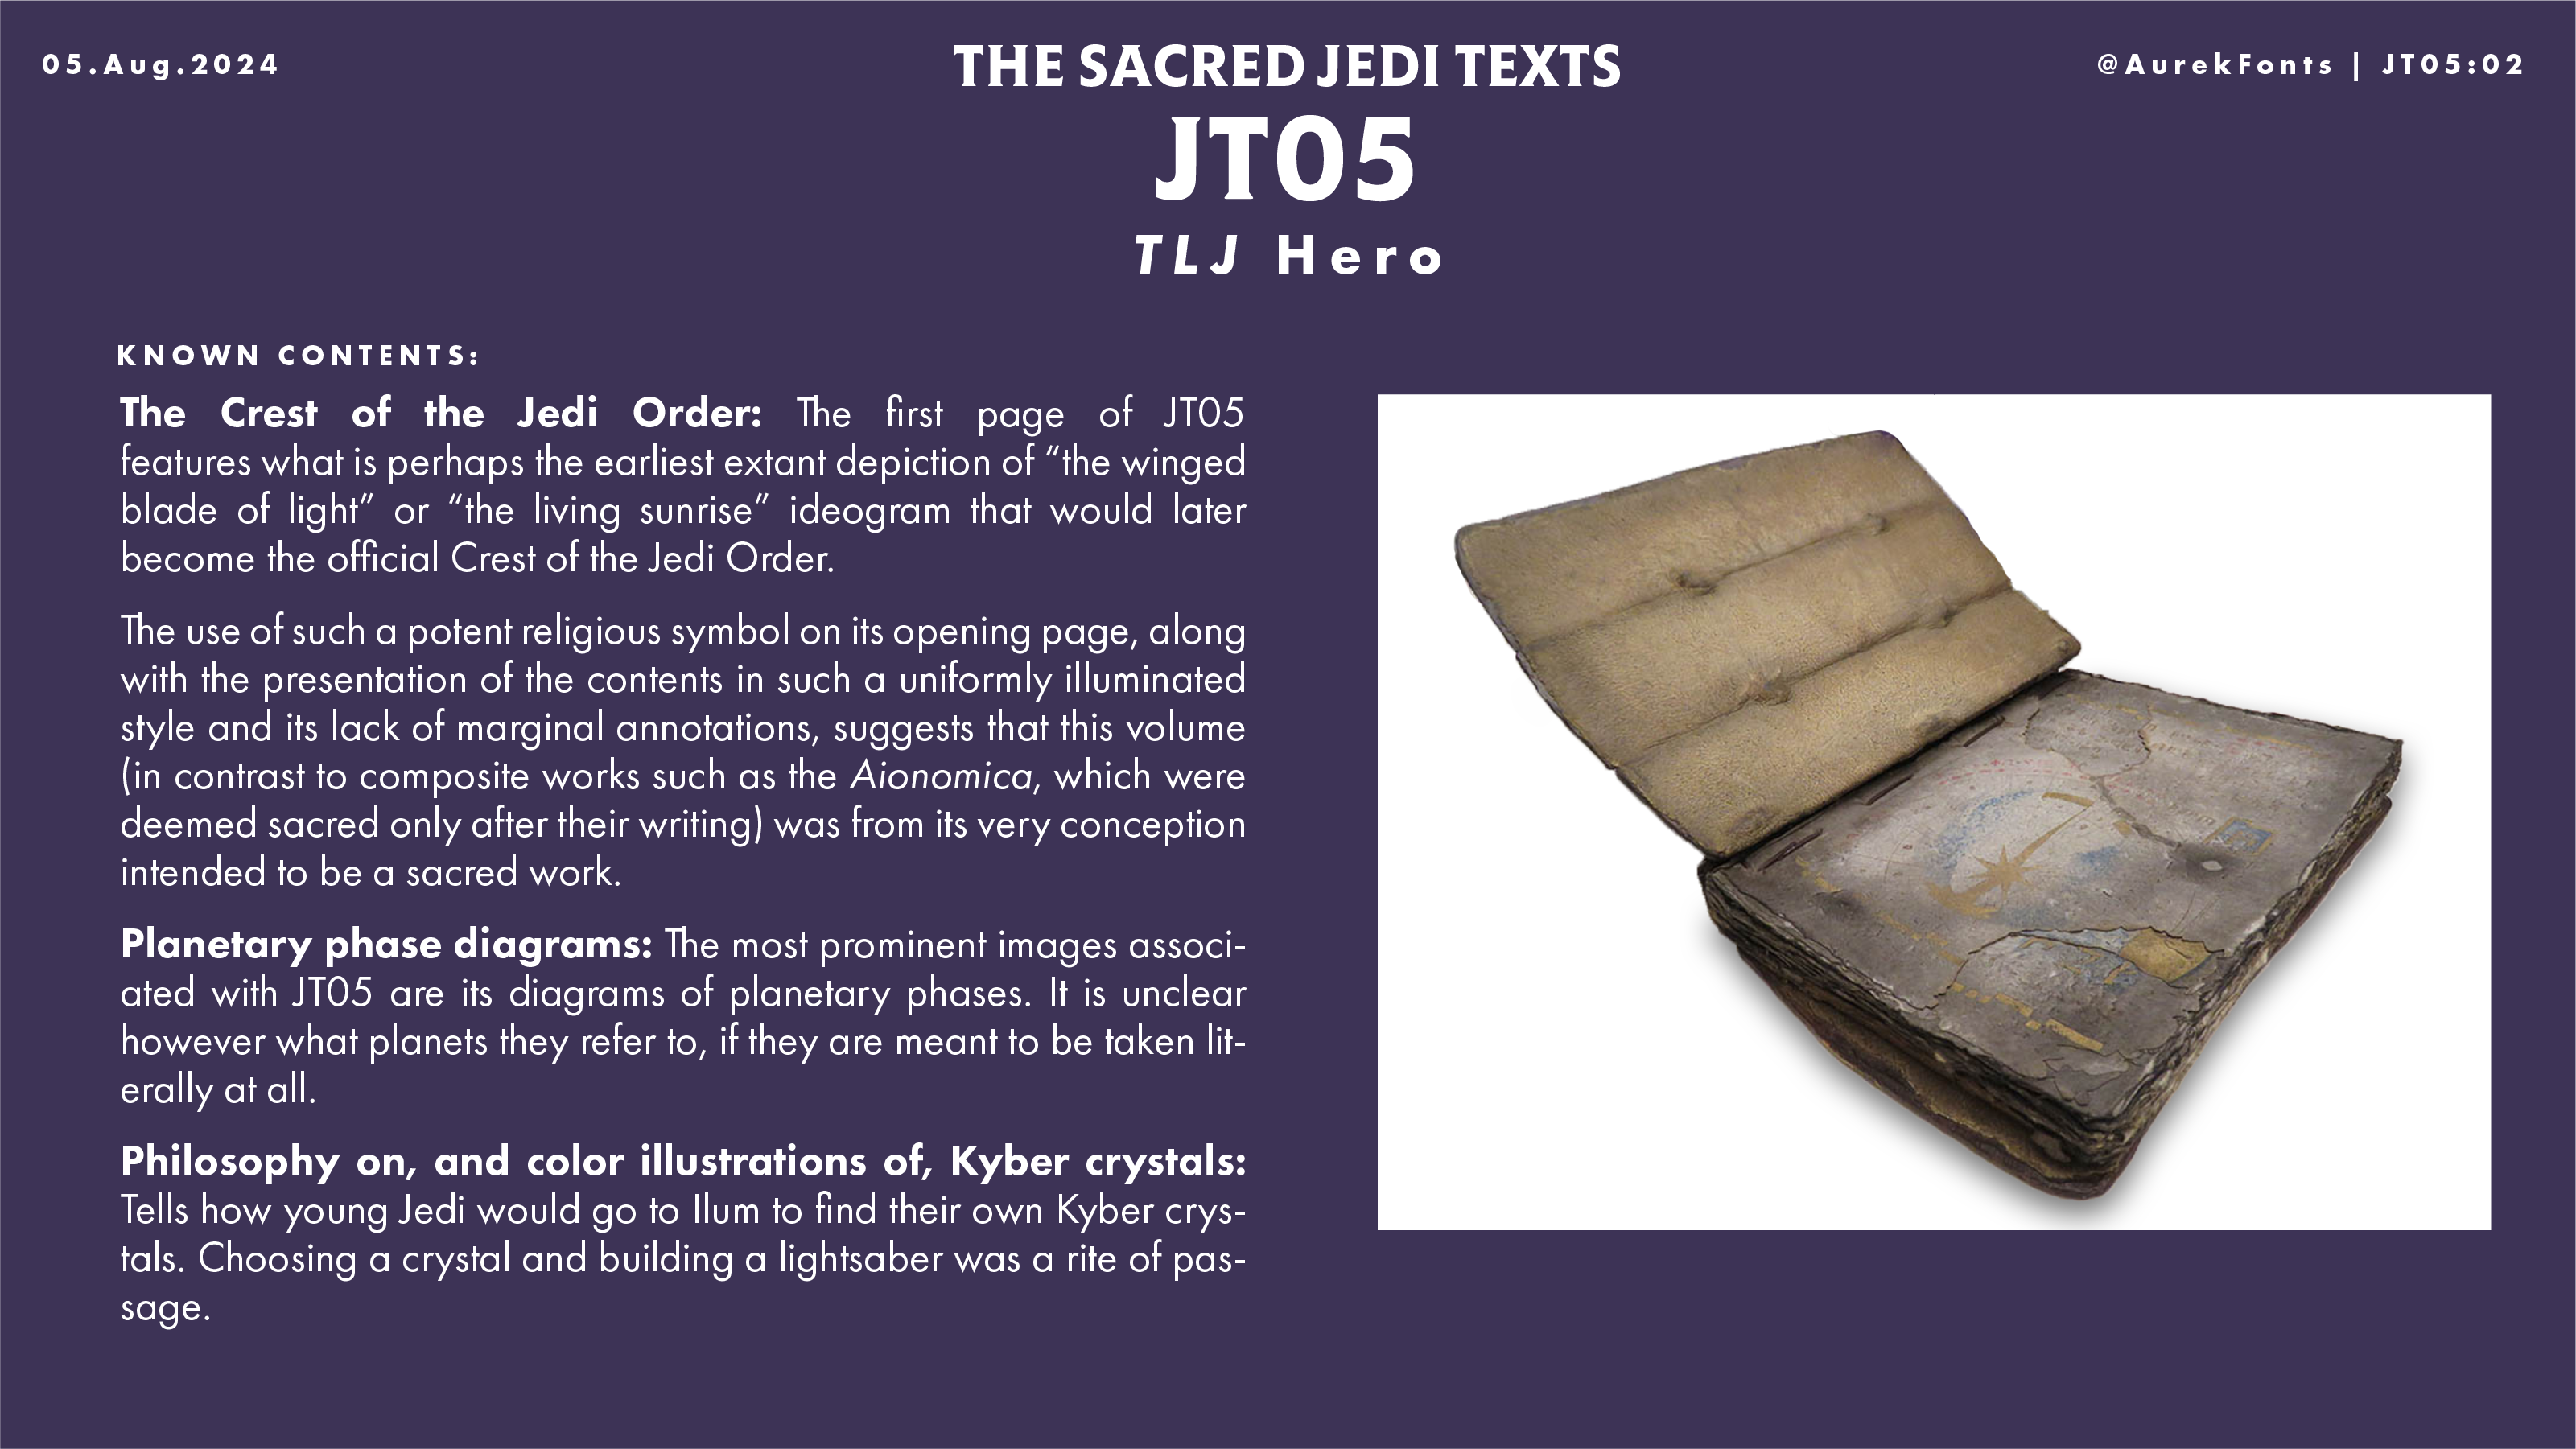 05.Aug.2024
THE SACRED JEDI TEXTS
@AurekFonts | JT05:02
JT05
TLJ Hero
KNOWN CONTENTS:
The Crest of the Jedi Order: The first page of JT05
features what is perhaps the earliest extant depiction of “the winged
blade of light” or “the living sunrise” ideogram that would later
become the official Crest of the Jedi Order.
The use of such a potent religious symbol on its opening page, along
with the presentation of the contents in such a uniformly illuminated
style and its lack of marginal annotations, suggests that this volume
(in contrast to composite works such as the Aionomica, which were
deemed sacred only after their writing) was from its very conception
intended to be a sacred work.
Planetary phase diagrams: The most prominent images associ-
ated with JT05 are its diagrams of planetary phases. It is unclear
however what planets they refer to, if they are meant to be taken lit-
erally at all.
Philosophy on, and color illustrations of, Kyber crystals:
Tells how young Jedi would go to Ilum to find their own Kyber crys-
tals. Choosing a crystal and building a lightsaber was a rite of pas-
sage.